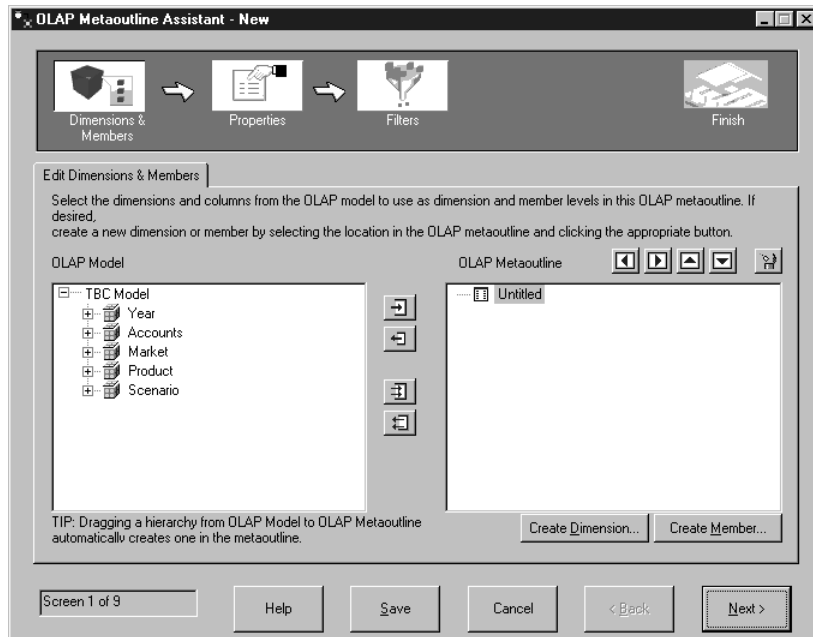 OLAP Metaoutline Assistant - New
Dimensions &
Members
Properties
Filters
Finish
Edit Dimensions & Members
Select the dimensions and columns from the OLAP model to use as dimension and member levels in this OLAP metaoutline. If
desired,
create a new dimension or member by selecting the location in the OLAP metaoutline and clicking the appropriate button.
OLAP Model
OLAP Metaoutline
TBC Model
Year
Accounts
Market
Product
Scenario
Untitled
TIP: Dragging a hierarchy from OLAP Model to OLAP Metaoutline
automatically creates one in the metaoutline.
Create Dimension...
Create Member...
Screen 1 of 9
Help
Save
Cancel
< Back
Next >